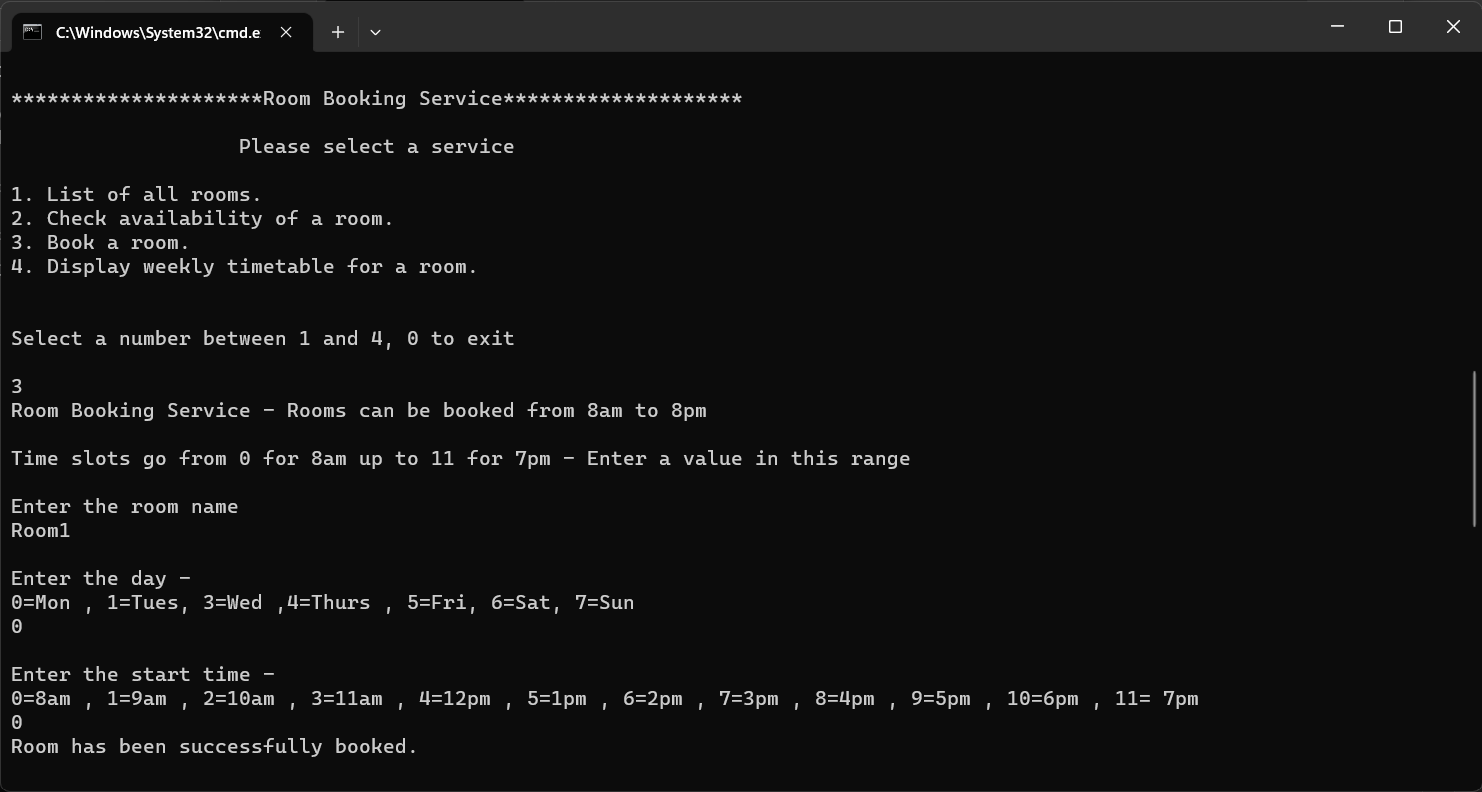 C:\Windows\System32\cmd.e
*********************Room Booking Service********************
Please select a service
1. List of all rooms.
2. Check availability of a room.
3. Book a room.
4. Display weekly timetable for a room.
Select a number between 1 and 4, 0 to exit
3
Room Booking Service - Rooms can be booked from 8am to 8pm
Time slots go from 0 for 8am up to 11 for 7pm - Enter a value in this range
Enter the room name
Room1
Enter the day -
0=Mon , 1=Tues, 3=Wed ,4=Thurs , 5=Fri, 6=Sat, 7=Sun
0
Enter the start time -
0=8am , 1=9am , 2=10am , 3=11am , 4=12pm , 5=1pm , 6=2pm , 7=3pm , 8=4pm , 9=5pm , 10=6pm , 11= 7pm
0
Room has been successfully booked.